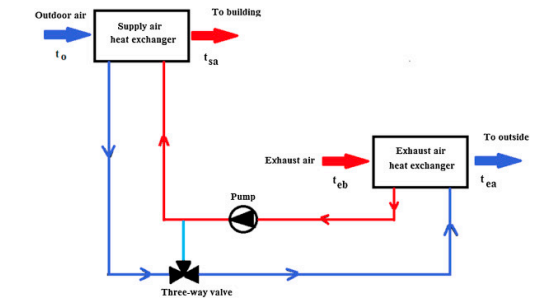 Outdoor air
Supply air
heat exchanger
To building
to
tsa
Exhaust air
Exhaust air
heat exchanger
To outside
teb
tea
Pump
Three-way valve